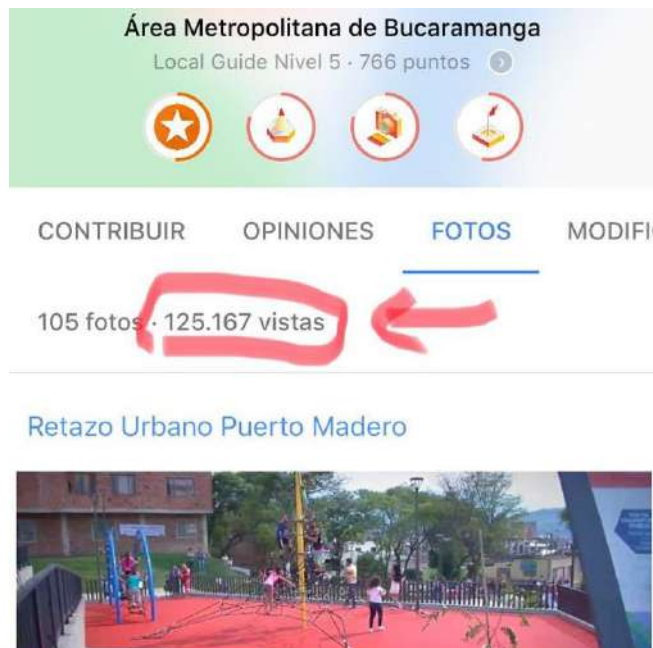 Área Metropolitana de Bucaramanga
Local Guide Nivel 5 · 766 puntos
CONTRIBUIR OPINIONES FOTOS MODIFI
105 fotos · 125.167 vistas
Retazo Urbano Puerto Madero